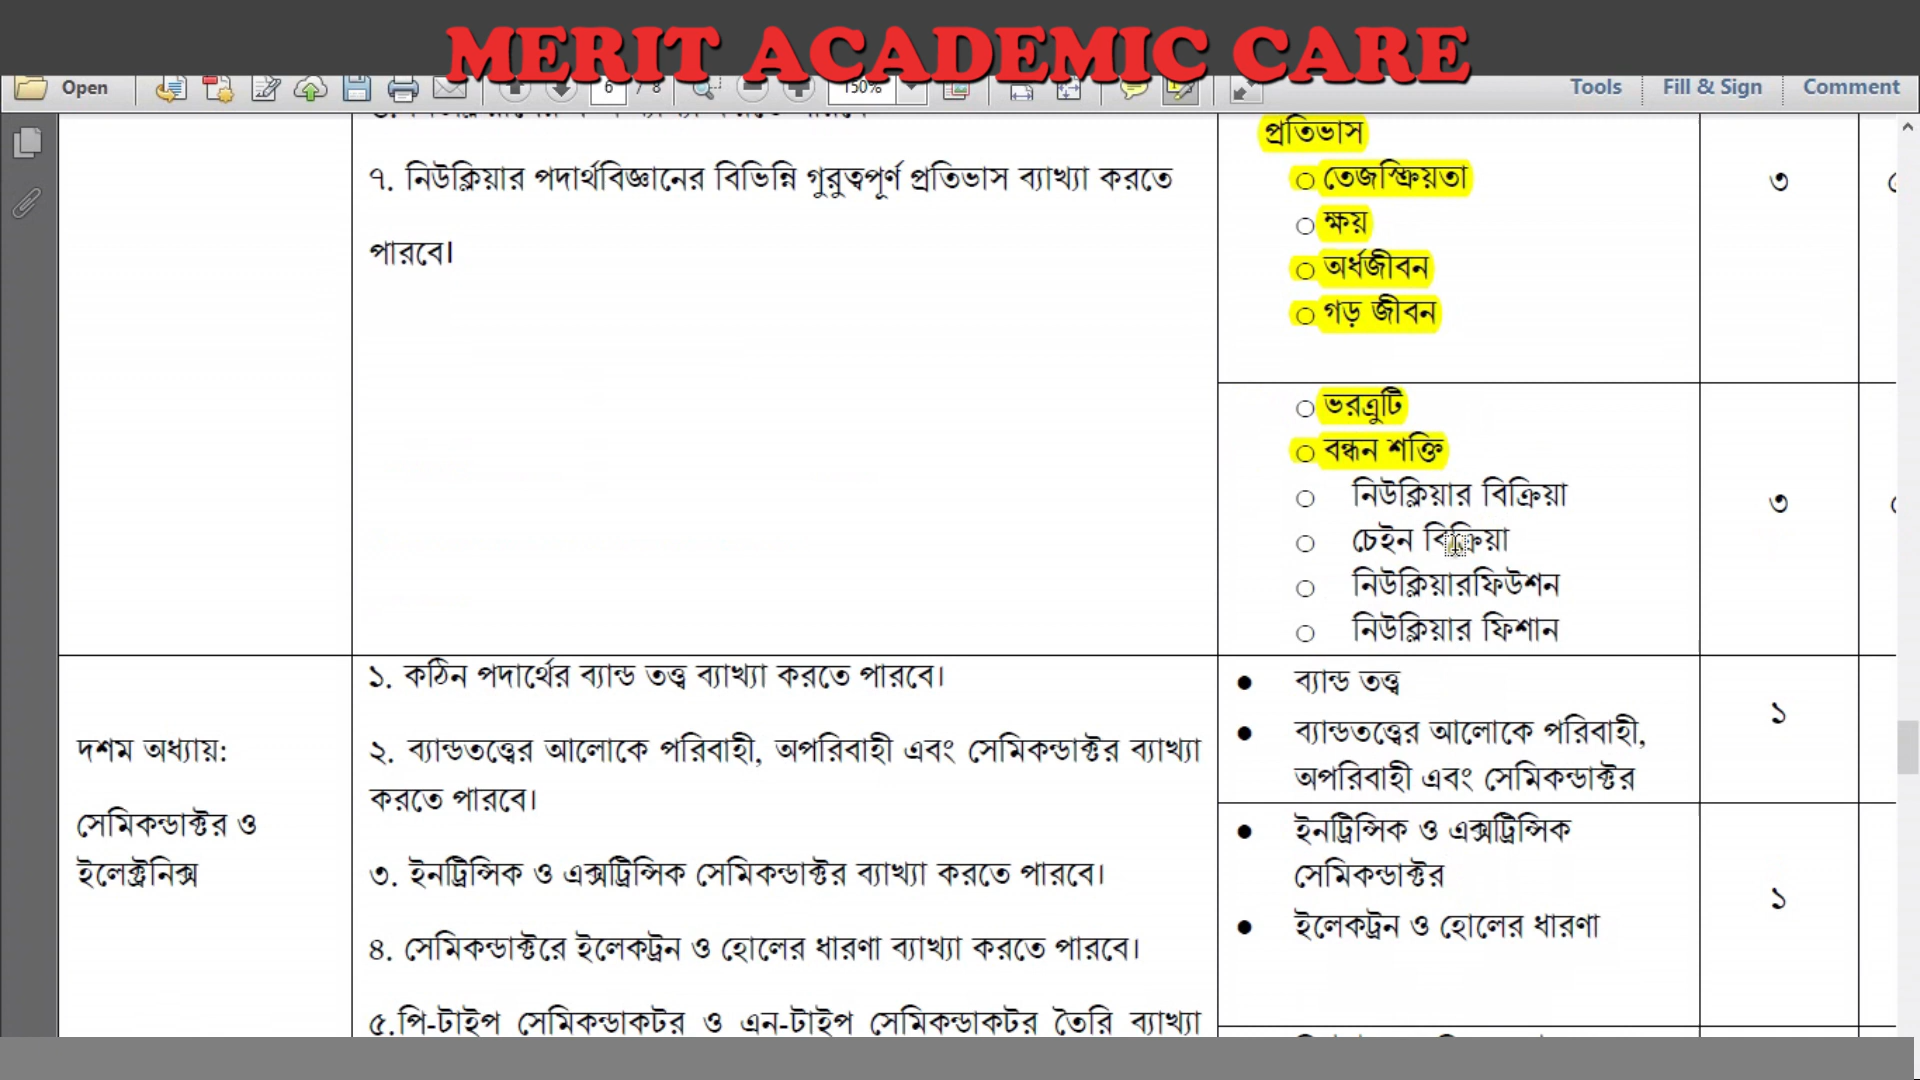 MERIT ACADEMIC CARE
Open
6 / 8
150%
Tools
Fill & Sign
Comment
প্রতিভাস
৭. নিউক্লিয়ার পদার্থবিজ্ঞানের বিভিন্নি গুরুত্বপূর্ণ প্রতিভাস ব্যাখ্যা করতে
পারবে।
○ তেজস্ক্রিয়তা
○ ক্ষয়
○ অর্ধজীবন
○ গড় জীবন
৩
○ ভরত্রুটি
○ বন্ধন শক্তি
○ নিউক্লিয়ার বিক্রিয়া
○ চেইন বিক্রিয়া
○ নিউক্লিয়ারফিউশন
○ নিউক্লিয়ার ফিশান
৩
দশম অধ্যায়:
সেমিকন্ডাক্টর ও
ইলেক্ট্রনিক্স
১. কঠিন পদার্থের ব্যান্ড তত্ত্ব ব্যাখ্যা করতে পারবে।
২. ব্যান্ডতত্ত্বের আলোকে পরিবাহী, অপরিবাহী এবং সেমিকন্ডাক্টর ব্যাখ্যা
করতে পারবে।
৩. ইনট্রিন্সিক ও এক্সট্রিন্সিক সেমিকন্ডাক্টর ব্যাখ্যা করতে পারবে।
৪. সেমিকন্ডাক্টরে ইলেকট্রন ও হোলের ধারণা ব্যাখ্যা করতে পারবে।
৫.পি-টাইপ সেমিকন্ডাকটর ও এন-টাইপ সেমিকন্ডাকটর তৈরি ব্যাখ্যা
● ব্যান্ড তত্ত্ব
● ব্যান্ডতত্ত্বের আলোকে পরিবাহী,
অপরিবাহী এবং সেমিকন্ডাক্টর
১
● ইনট্রিন্সিক ও এক্সট্রিন্সিক
সেমিকন্ডাক্টর
● ইলেকট্রন ও হোলের ধারণা
১